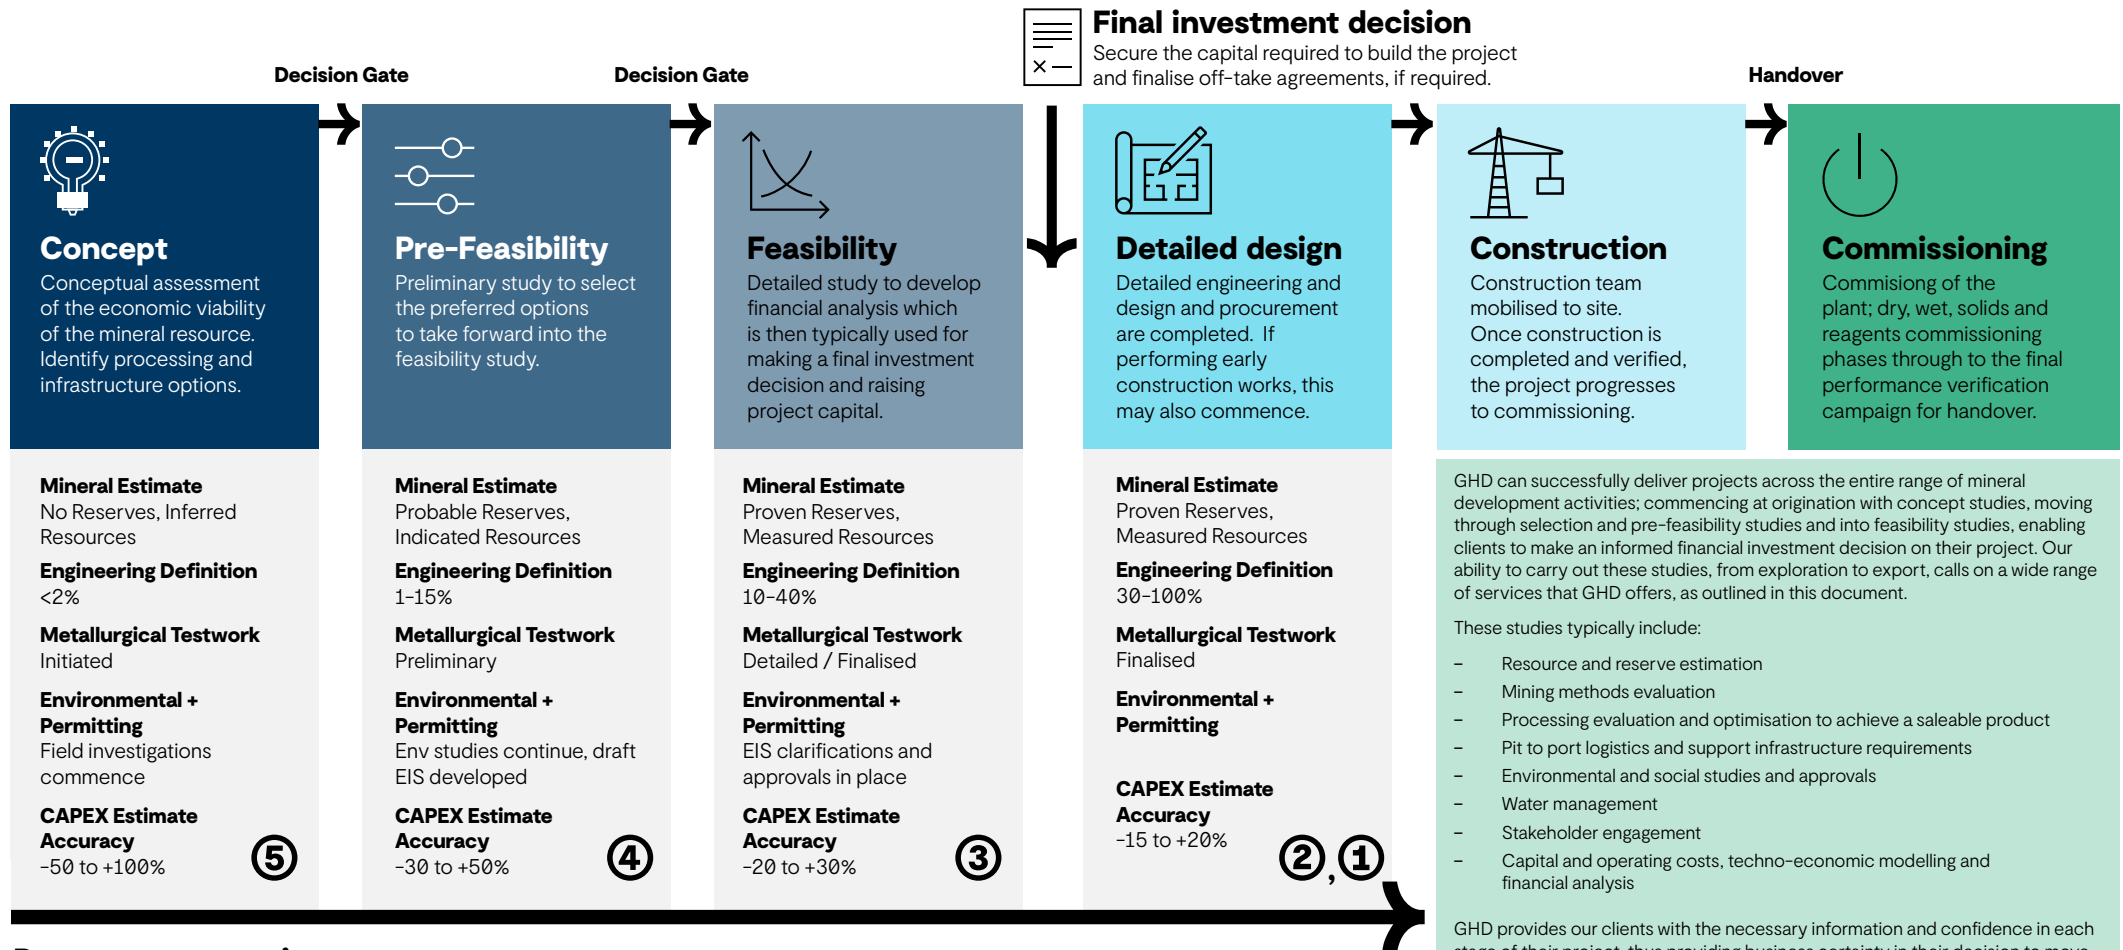 Final investment decision
Secure the capital required to build the project
and finalise off-take agreements, if required.
Decision Gate
Decision Gate
Handover
Concept
Conceptual assessment
of the economic viability
of the mineral resource.
Identify processing and
infrastructure options.
Pre-Feasibility
Preliminary study to select
the preferred options
to take forward into the
feasibility study.
Feasibility
Detailed study to develop
financial analysis which
is then typically used for
making a final investment
decision and raising
project capital.
Detailed design
Detailed engineering and
design and procurement
are completed. If
performing early
construction works, this
may also commence.
Construction
Construction team
mobilised to site.
Once construction is
completed and verified,
the project progresses
to commissioning.
Commissioning
Commisiong of the
plant; dry, wet, solids and
reagents commissioning
phases through to the final
performance verification
campaign for handover.
Mineral Estimate
No Reserves, Inferred
Resources
Engineering Definition
<2%
Metallurgical Testwork
Initiated
Environmental +
Permitting
Field investigations
commence
CAPEX Estimate
Accuracy
-50 to +100%
5
Mineral Estimate
Probable Reserves,
Indicated Resources
Engineering Definition
1-15%
Metallurgical Testwork
Preliminary
Environmental +
Permitting
Env studies continue, draft
EIS developed
CAPEX Estimate
Accuracy
-30 to +50%
4
Mineral Estimate
Proven Reserves,
Measured Resources
Engineering Definition
10-40%
Metallurgical Testwork
Detailed / Finalised
Environmental +
Permitting
EIS clarifications and
approvals in place
CAPEX Estimate
Accuracy
-20 to +30%
3
Mineral Estimate
Proven Reserves,
Measured Resources
Engineering Definition
30-100%
Metallurgical Testwork
Finalised
Environmental +
Permitting
CAPEX Estimate
Accuracy
-15 to +20%
2, 1
GHD can successfully deliver projects across the entire range of mineral
development activities; commencing at origination with concept studies, moving
through selection and pre-feasibility studies and into feasibility studies, enabling
clients to make an informed financial investment decision on their project. Our
ability to carry out these studies, from exploration to export, calls on a wide range
of services that GHD offers, as outlined in this document.
These studies typically include:
– Resource and reserve estimation
– Mining methods evaluation
– Processing evaluation and optimisation to achieve a saleable product
– Pit to port logistics and support infrastructure requirements
– Environmental and social studies and approvals
– Water management
– Stakeholder engagement
– Capital and operating costs, techno-economic modelling and
financial analysis
GHD provides our clients with the necessary information and confidence in each